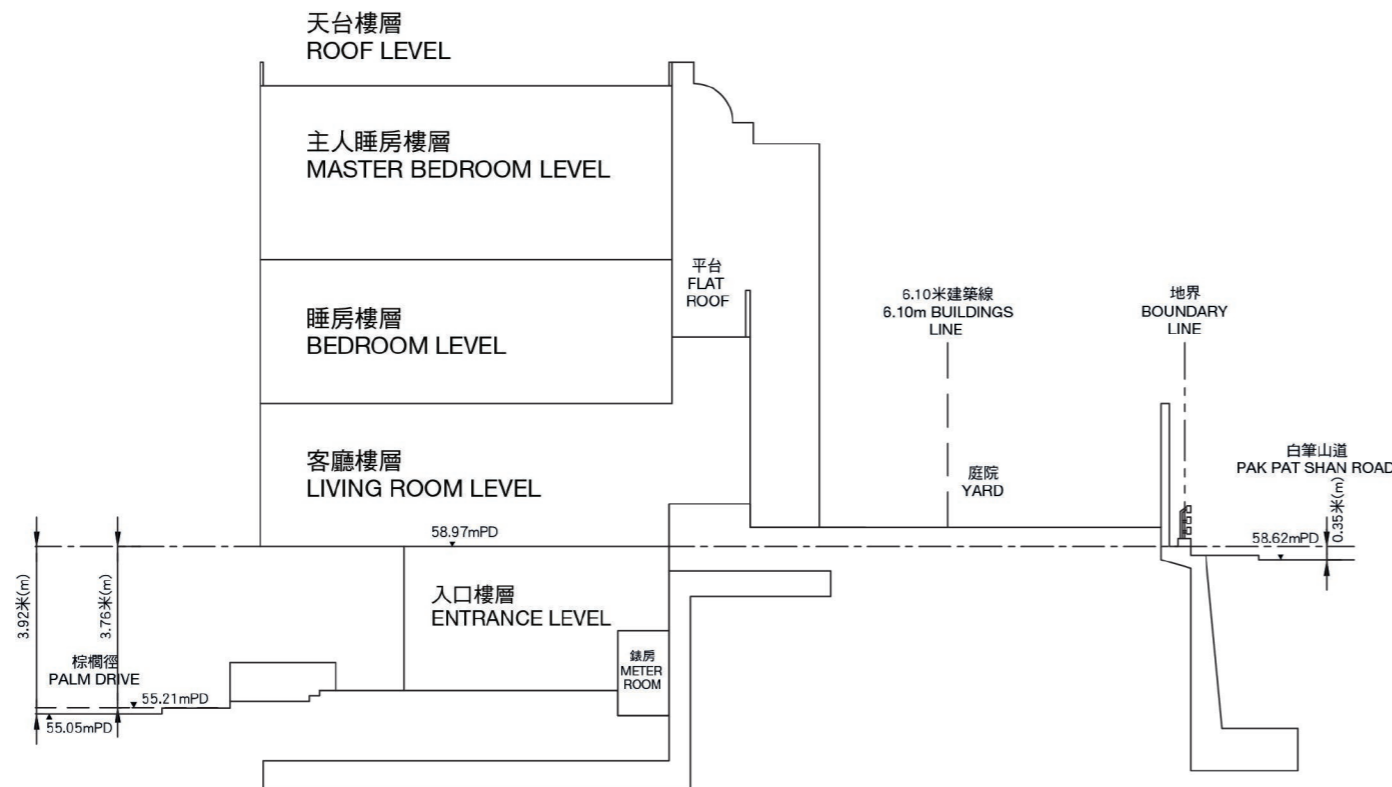 天台樓層
ROOF LEVEL
主人睡房樓層
MASTER BEDROOM LEVEL
平台
FLAT
ROOF
睡房樓層
BEDROOM LEVEL
6.10米建築線
6.10m BUILDINGS
LINE
地界
BOUNDARY
LINE
客廳樓層
LIVING ROOM LEVEL
庭院
YARD
白筆山道
PAK PAT SHAN ROAD
58.97mPD
58.62mPD
0.35米(m)
3.92米(m)
3.76米(m)
入口樓層
ENTRANCE LEVEL
錶房
METER
ROOM
棕櫚徑
PALM DRIVE
55.21mPD
55.05mPD